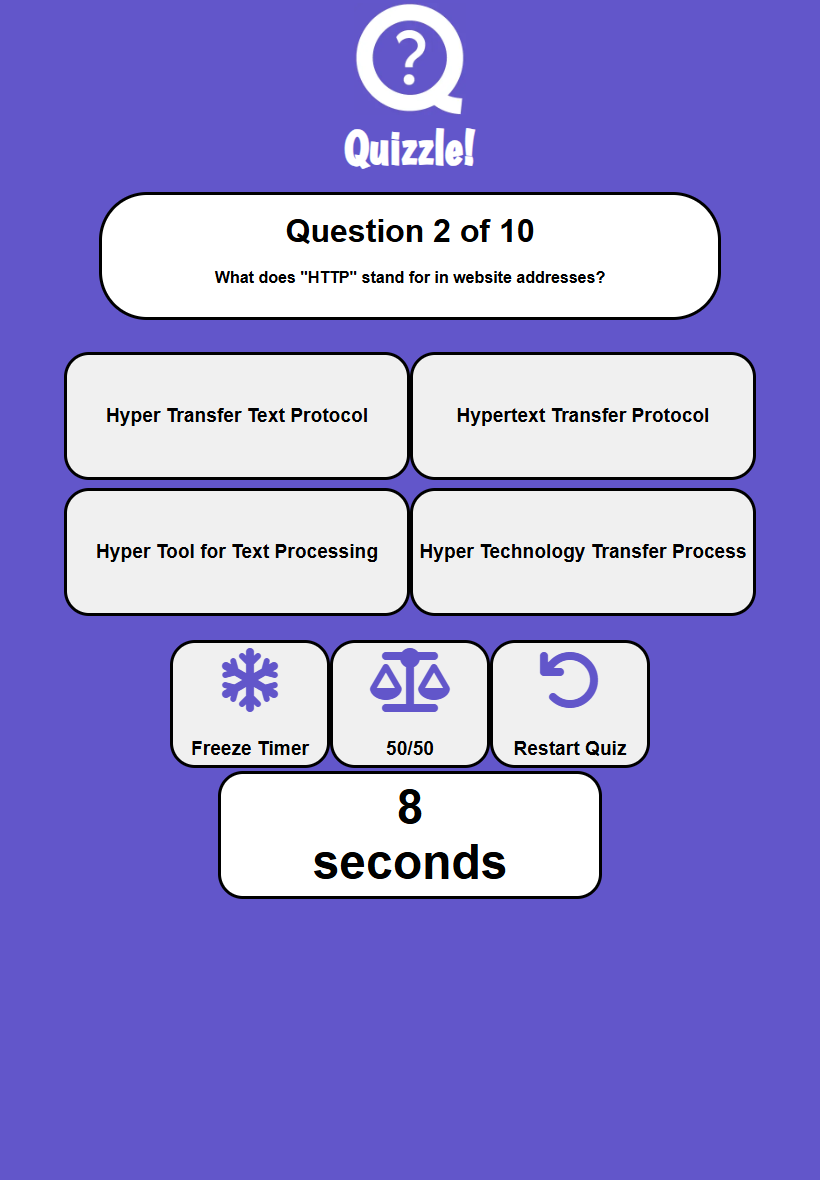 ?
Quizzle!
Question 2 of 10
What does "HTTP" stand for in website addresses?
Hyper Transfer Text Protocol
Hypertext Transfer Protocol
Hyper Tool for Text Processing
Hyper Technology Transfer Process
Freeze Timer
50/50
Restart Quiz
8
seconds